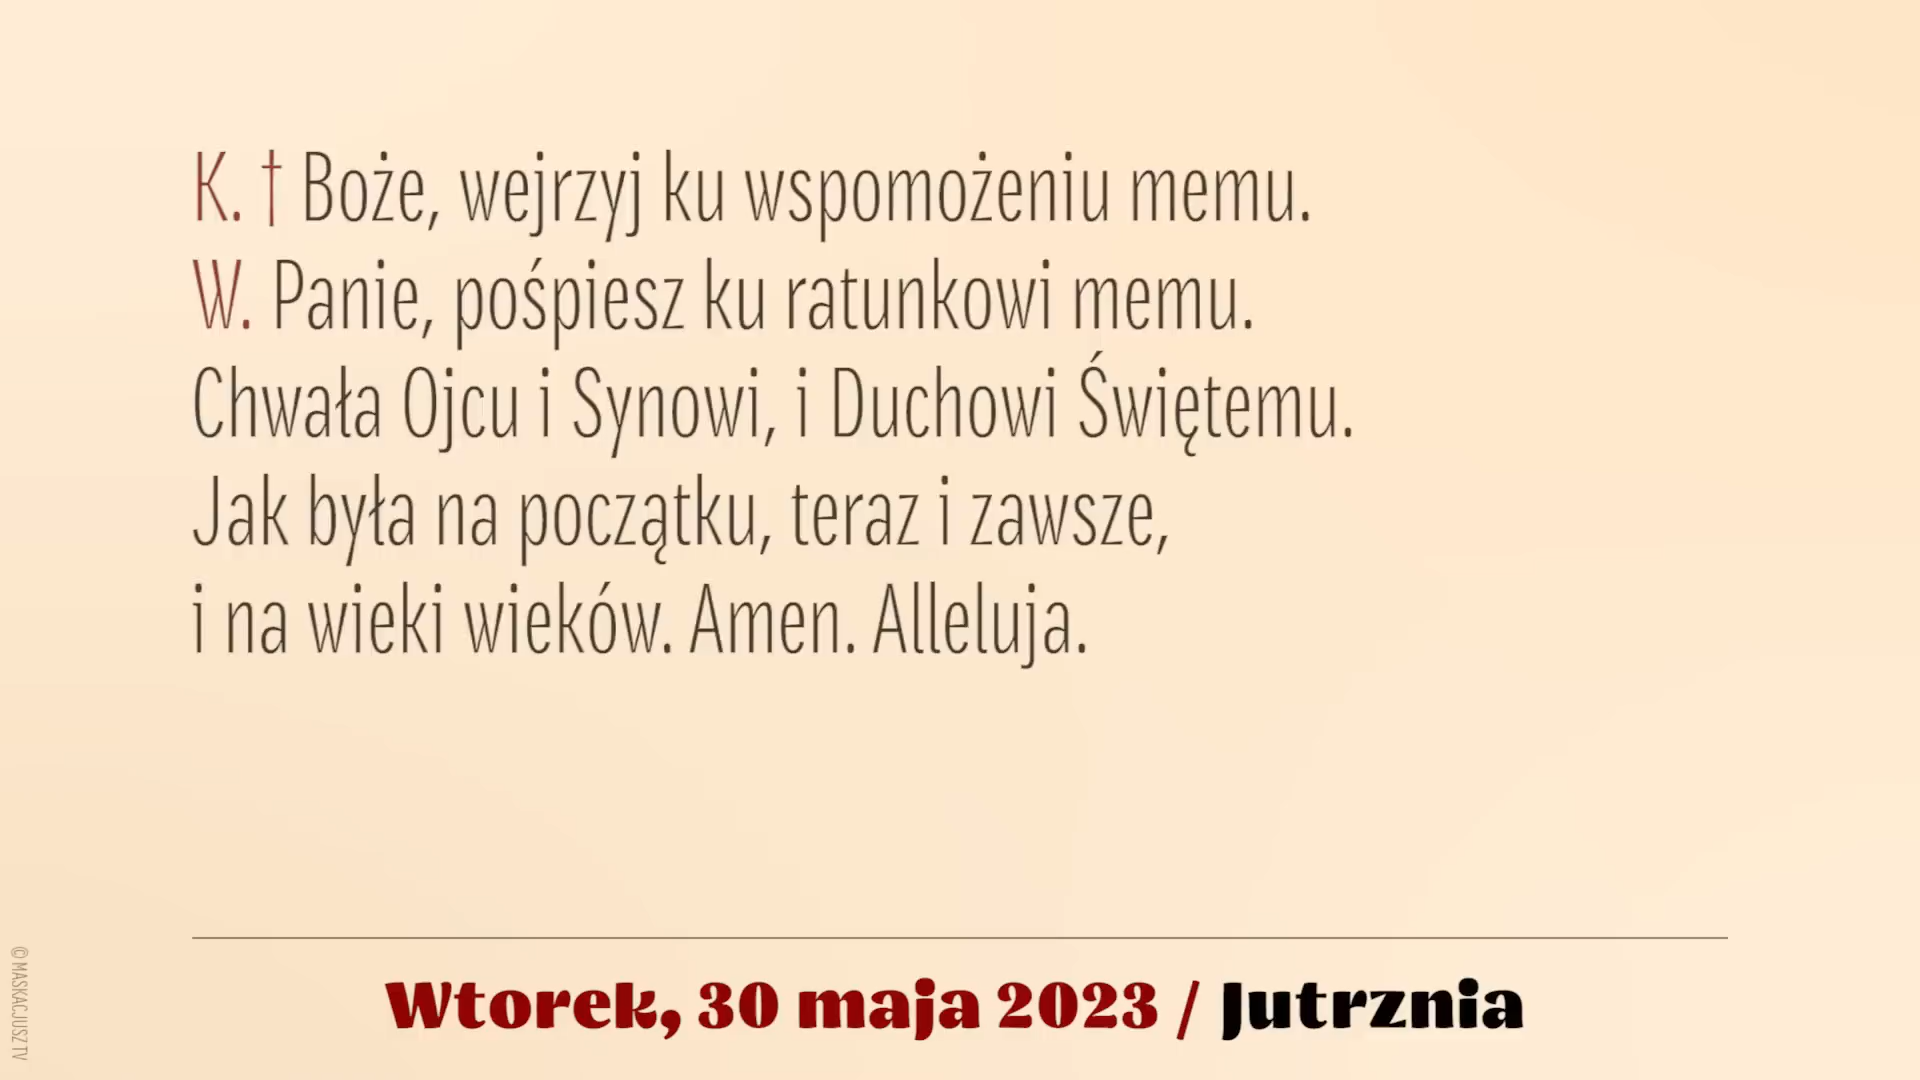 K. † Boże, wejrzyj ku wspomożeniu memu.
W. Panie, pośpiesz ku ratunkowi memu.
Chwała Ojcu i Synowi, i Duchowi Świętemu.
Jak była na początku, teraz i zawsze,
i na wieki wieków. Amen. Alleluja.
Wtorek, 30 maja 2023 / Jutrznia
© MASKACJUSZ TV